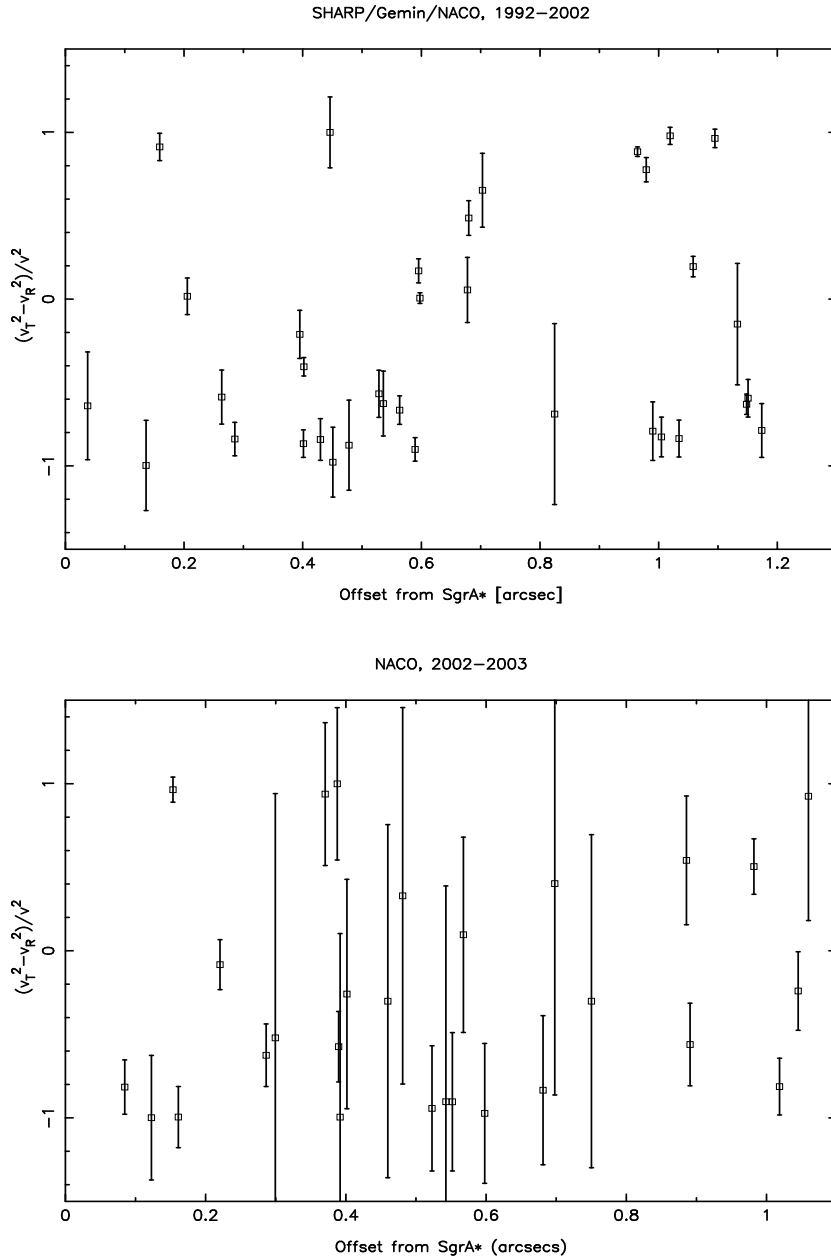 SHARP/Gemin/NACO, 1992−2002
1
0
−1
(v_T^2−v_R^2)/v^2
0 0.2 0.4 0.6 0.8 1 1.2
Offset from SgrA* [arcsec]
NACO, 2002−2003
1
0
−1
(v_T^2−v_R^2)/v^2
0 0.2 0.4 0.6 0.8 1
Offset from SgrA* (arcsecs)